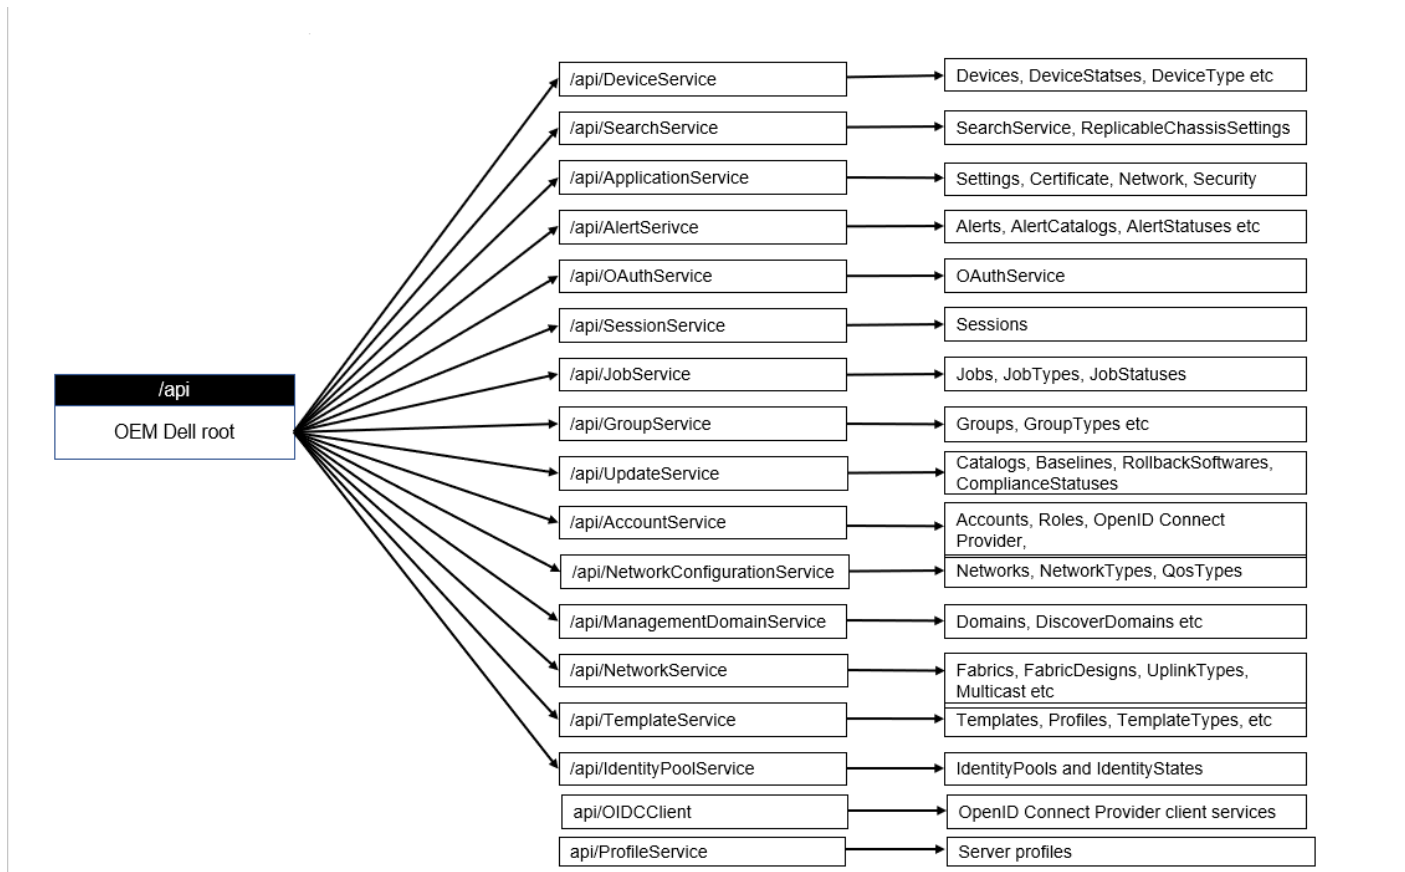 /api
OEM Dell root
/api/DeviceService
Devices, DeviceStatses, DeviceType etc
/api/SearchService
SearchService, ReplicableChassisSettings
/api/ApplicationService
Settings, Certificate, Network, Security
/api/AlertSerivce
Alerts, AlertCatalogs, AlertStatuses etc
/api/OAuthService
OAuthService
/api/SessionService
Sessions
/api/JobService
Jobs, JobTypes, JobStatuses
/api/GroupService
Groups, GroupTypes etc
/api/UpdateService
Catalogs, Baselines, RollbackSoftwares,
ComplianceStatuses
/api/AccountService
Accounts, Roles, OpenID Connect
Provider,
/api/NetworkConfigurationService
Networks, NetworkTypes, QosTypes
/api/ManagementDomainService
Domains, DiscoverDomains etc
/api/NetworkService
Fabrics, FabricDesigns, UplinkTypes,
Multicast etc
/api/TemplateService
Templates, Profiles, TemplateTypes, etc
/api/IdentityPoolService
IdentityPools and IdentityStates
api/OIDCClient
OpenID Connect Provider client services
api/ProfileService
Server profiles